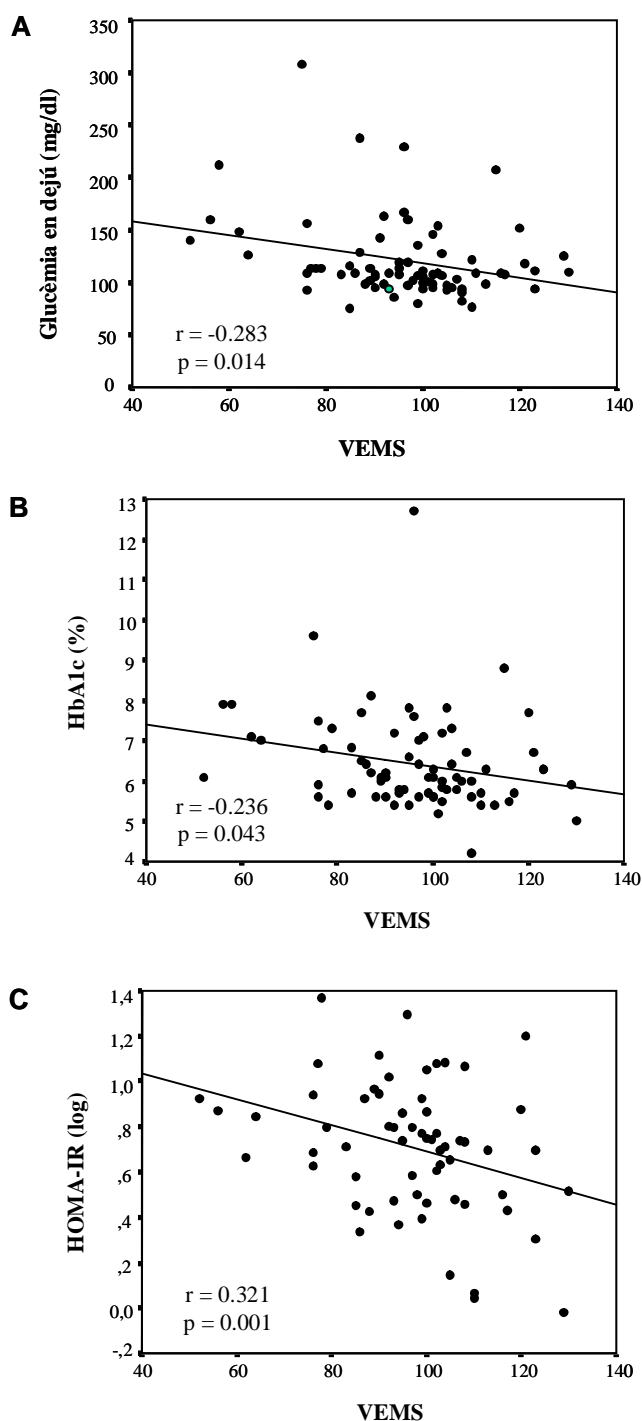 A
Glucèmia en dejú (mg/dl)
350
300
250
200
150
100
50
0
r = -0.283
p = 0.014
40 60 80 100 120 140
VEMS
B
HbA1c (%)
13
12
11
10
9
8
7
6
5
4
r = -0.236
p = 0.043
40 60 80 100 120 140
VEMS
C
HOMA-IR (log)
1,4
1,2
1,0
,8
,6
,4
,2
0,0
-,2
r = 0.321
p = 0.001
40 60 80 100 120 140
VEMS